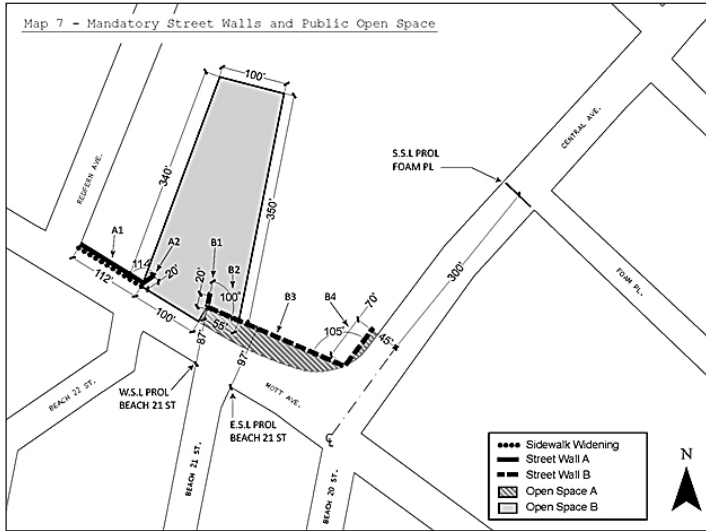 Map 7 - Mandatory Street Walls and Public Open Space
100'
REDFERN AVE.
340'
350'
S.S.L PROL
FOAM PL
CENTRAL AVE.
A1
A2
B1
B2
114°
20'
20'
100°
B3
B4
70'
300'
FOAM PL.
112'
100'
55'
105°
45'
87'
97'
W.S.L PROL
BEACH 21 ST
E.S.L PROL
BEACH 21 ST
MOTT AVE.
BEACH 22 ST.
BEACH 21 ST.
BEACH 20 ST.
CL
Sidewalk Widening
Street Wall A
Street Wall B
Open Space A
Open Space B
N